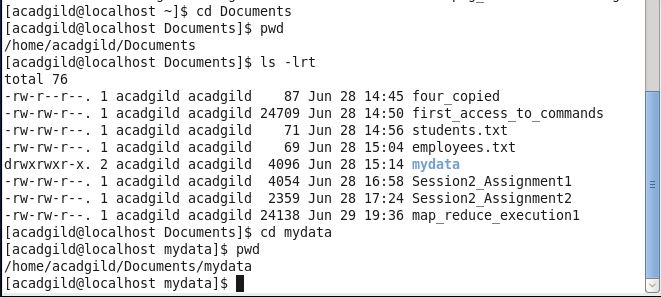 [acadgild@localhost ~]$ cd Documents
[acadgild@localhost Documents]$ pwd
/home/acadgild/Documents
[acadgild@localhost Documents]$ ls -lrt
total 76
-rw-r--r--. 1 acadgild acadgild    87 Jun 28 14:45 four_copied
-rw-rw-r--. 1 acadgild acadgild 24709 Jun 28 14:50 first_access_to_commands
-rw-rw-r--. 1 acadgild acadgild    71 Jun 28 14:56 students.txt
-rw-rw-r--. 1 acadgild acadgild    69 Jun 28 15:04 employees.txt
drwxrwxr-x. 2 acadgild acadgild  4096 Jun 28 15:14 mydata
-rw-rw-r--. 1 acadgild acadgild  4054 Jun 28 16:58 Session2_Assignment1
-rw-rw-r--. 1 acadgild acadgild  2359 Jun 28 17:24 Session2_Assignment2
-rw-rw-r--. 1 acadgild acadgild 24138 Jun 29 19:36 map_reduce_execution1
[acadgild@localhost Documents]$ cd mydata
[acadgild@localhost mydata]$ pwd
/home/acadgild/Documents/mydata
[acadgild@localhost mydata]$